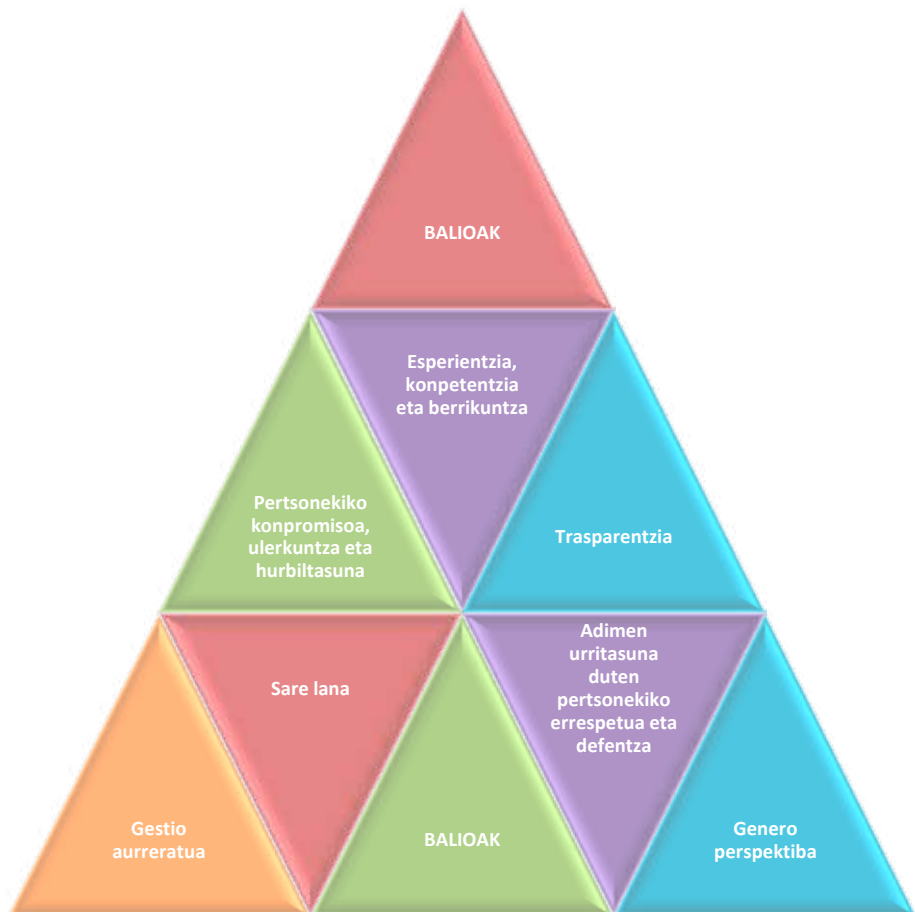 BALIOAK
Esperientzia,
konpetentzia
eta berrikuntza
Pertsonekiko
konpromisoa,
ulerkuntza eta
hurbiltasuna
Trasparentzia
Adimen
urritasuna
duten
pertsonekiko
errespetua eta
defentza
Sare lana
Gestio
aurreratua
BALIOAK
Genero
perspektiba